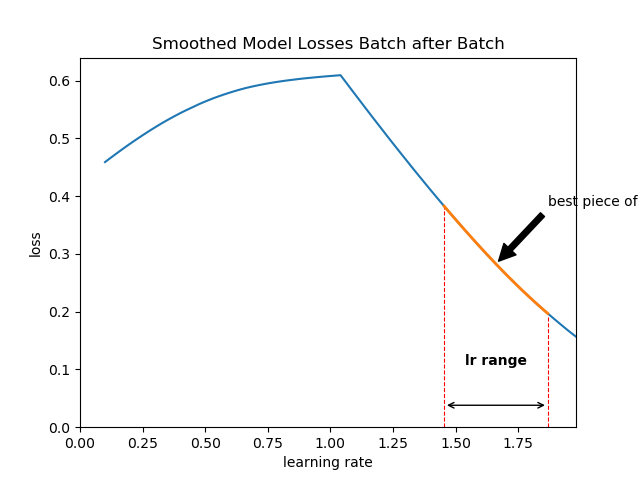 Smoothed Model Losses Batch after Batch
0.6
0.5
0.4
0.3
0.2
0.1
0.0
loss
best piece of
lr range
0.00 0.25 0.50 0.75 1.00 1.25 1.50 1.75
learning rate